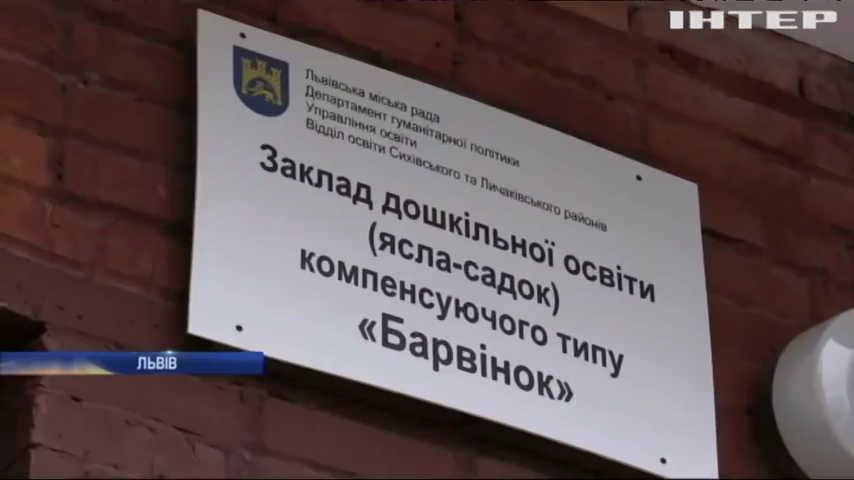 ІНТЕР
Львівська міська рада
Департамент гуманітарної політики
Управління освіти
Відділ освіти Сихівського та Личаківського районів
Заклад дошкільної освіти
(ясла-садок)
компенсуючого типу
«Барвінок»
ЛЬВІВ